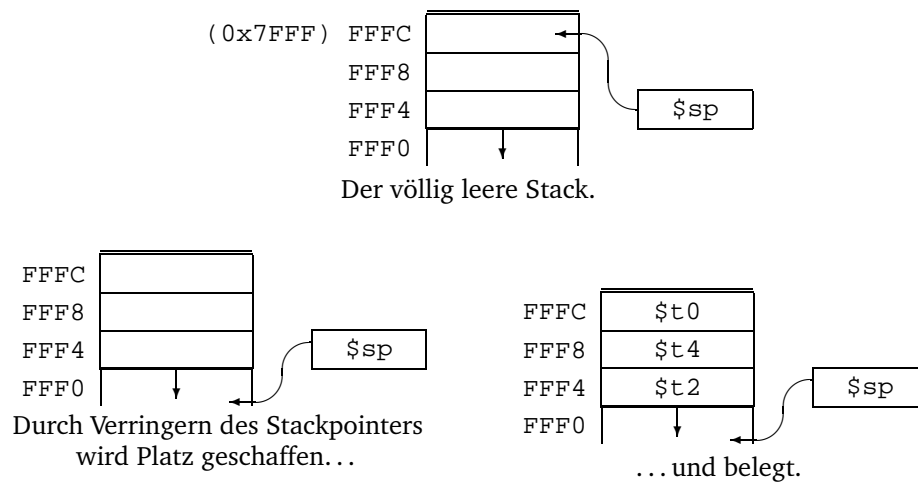 (0x7FFF) FFFC
FFF8
FFF4
$sp
FFF0
Der völlig leere Stack.
FFFC
FFF8
FFF4
$sp
FFF0
Durch Verringern des Stackpointers
wird Platz geschaffen...
FFFC $t0
FFF8 $t4
FFF4 $t2
$sp
FFF0
...und belegt.